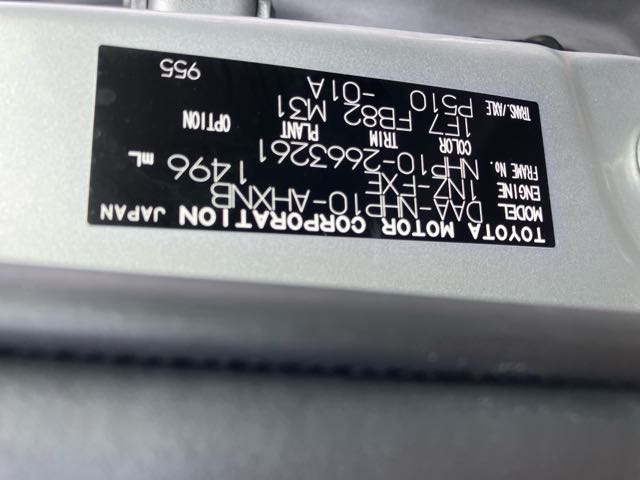 TOYOTA MOTOR CORPORATION JAPAN
MODEL DAA-NHP10-AHXNB
ENGINE 1NZ-FXE 1496 mL
FRAME No. NHP10-2663261
COLOR TRIM PLANT OPTION
1E7 FB82 M31
TRANS./AXLE P510 -01A
955